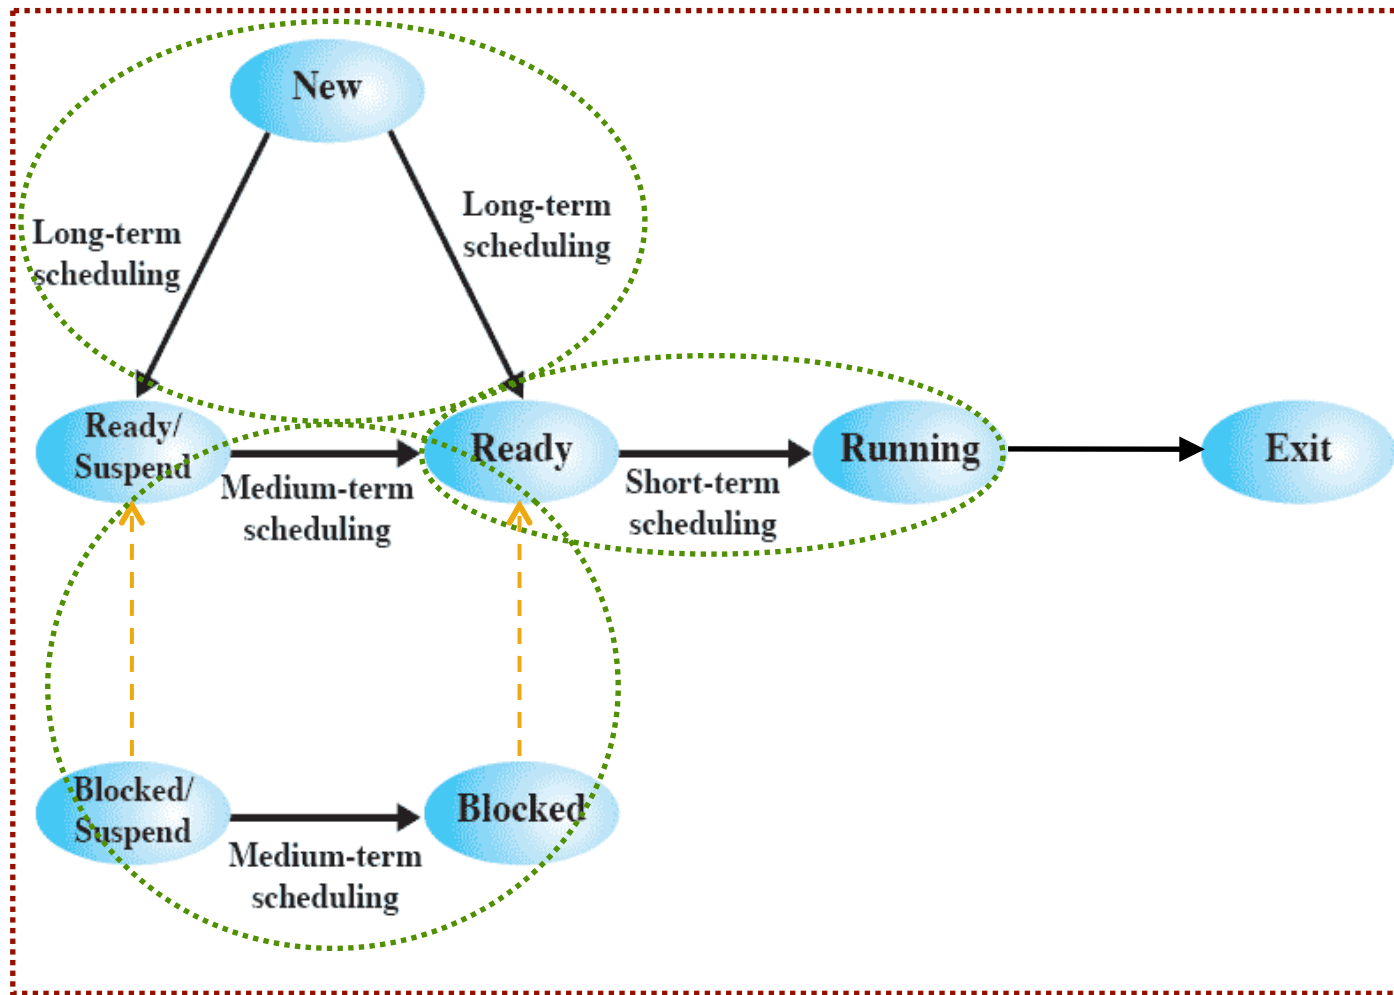 New
Long-term
scheduling
Long-term
scheduling
Ready/
Suspend
Medium-term
scheduling
Ready
Short-term
scheduling
Running
Exit
Blocked/
Suspend
Medium-term
scheduling
Blocked